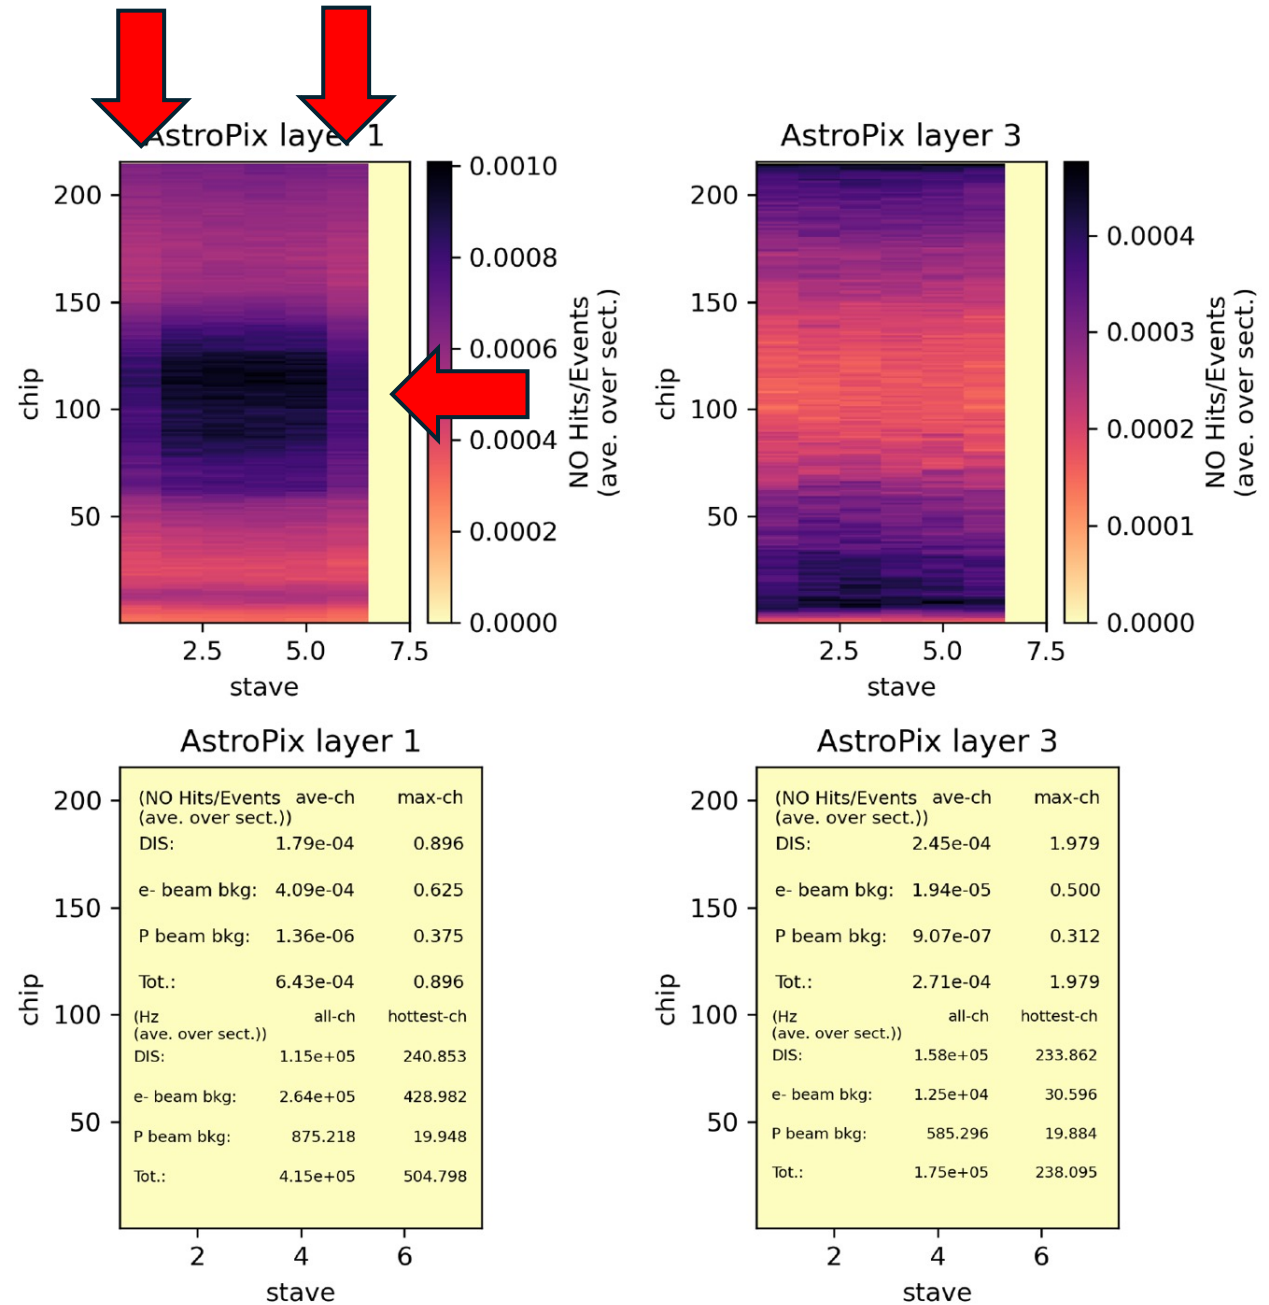 AstroPix layer 1
200
150
100
50
chip
2.5 5.0 7.5
stave
0.0010
0.0008
0.0006
0.0004
0.0002
0.0000
NO Hits/Events
(ave. over sect.)
AstroPix layer 3
200
150
100
50
chip
2.5 5.0 7.5
stave
0.0004
0.0003
0.0002
0.0001
0.0000
NO Hits/Events
(ave. over sect.)
AstroPix layer 1
200
150
100
50
chip
(NO Hits/Events ave-ch max-ch
(ave. over sect.))
DIS: 1.79e-04 0.896
e- beam bkg: 4.09e-04 0.625
P beam bkg: 1.36e-06 0.375
Tot.: 6.43e-04 0.896
(Hz all-ch hottest-ch
(ave. over sect.))
DIS: 1.15e+05 240.853
e- beam bkg: 2.64e+05 428.982
P beam bkg: 875.218 19.948
Tot.: 4.15e+05 504.798
2 4 6
stave
AstroPix layer 3
200
150
100
50
chip
(NO Hits/Events ave-ch max-ch
(ave. over sect.))
DIS: 2.45e-04 1.979
e- beam bkg: 1.94e-05 0.500
P beam bkg: 9.07e-07 0.312
Tot.: 2.71e-04 1.979
(Hz all-ch hottest-ch
(ave. over sect.))
DIS: 1.58e+05 233.862
e- beam bkg: 1.25e+04 30.596
P beam bkg: 585.296 19.884
Tot.: 1.75e+05 238.095
2 4 6
stave